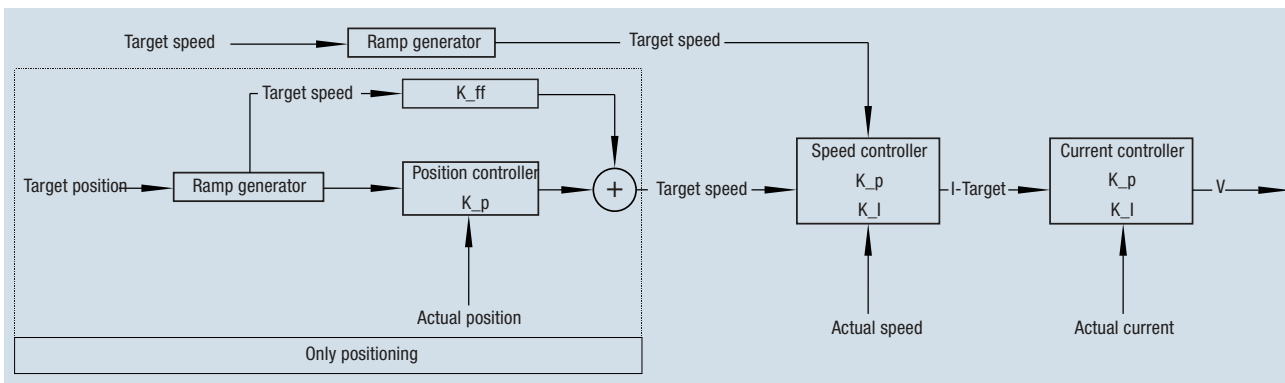 Target speed
Ramp generator
Target speed
Target speed
K_ff
Target position
Ramp generator
Position controller
K_p
+
Target speed
Speed controller
K_p
K_I
I-Target
Current controller
K_p
K_I
V
Actual position
Actual speed
Actual current
Only positioning